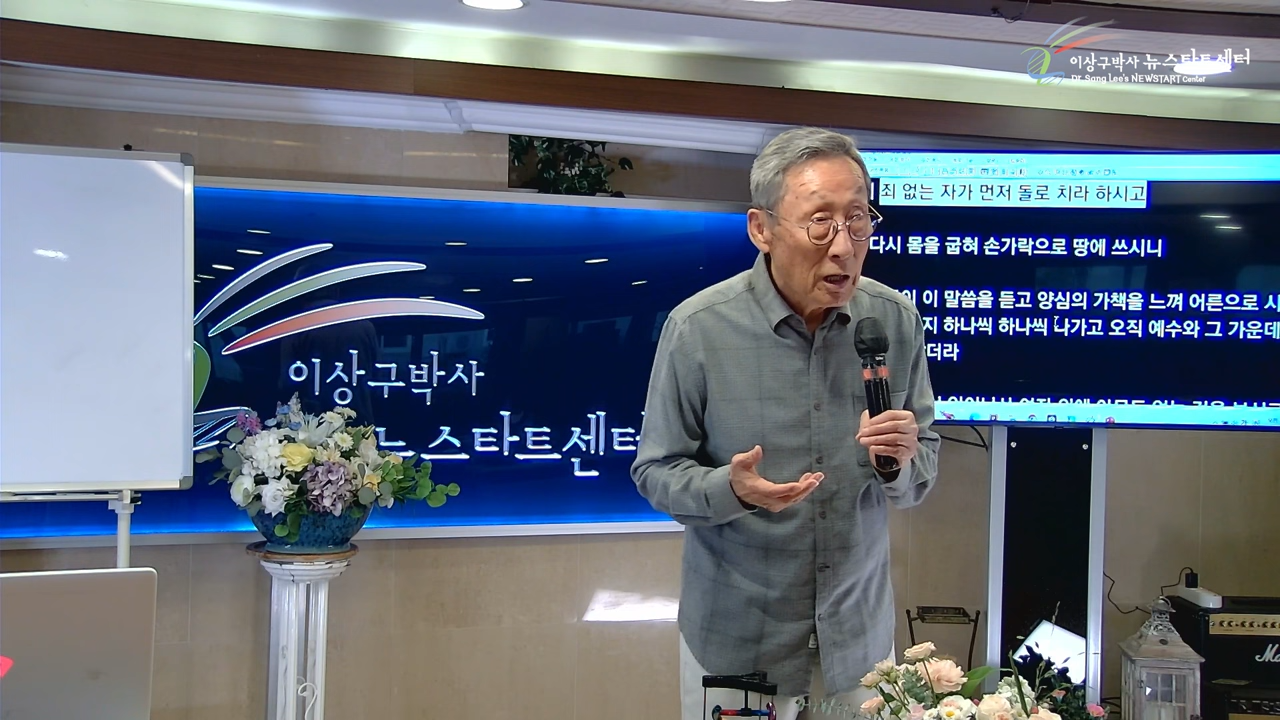 이상구박사 뉴스타트센터
Dr. Sang Lee's NEWSTART Center
죄 없는 자가 먼저 돌로 치라 하시고
다시 몸을 굽혀 손가락으로 땅에 쓰시니
이 말씀을 듣고 양심의 가책을 느껴 어른으로
하나씩 하나씩 나가고 오직 예수와 그 가운데
더라
이상구박사
뉴스타트센터